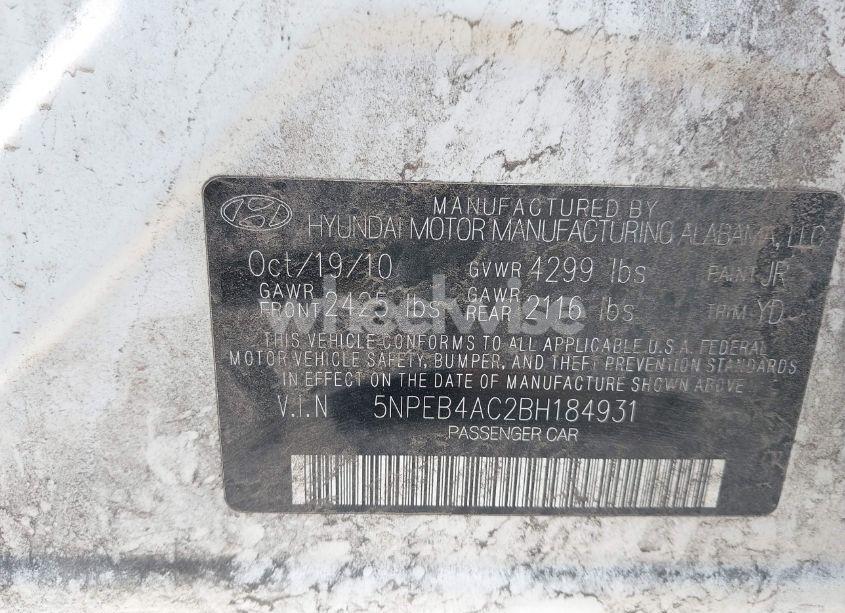 MANUFACTURED BY
HYUNDAI MOTOR MANUFACTURING ALABAMA, LLC
Oct/19/10 GVWR 4299 lbs PAINT JR
GAWR FRONT 2425 lbs GAWR REAR 2116 lbs TRIM YD
wheelwise
THIS VEHICLE CONFORMS TO ALL APPLICABLE U.S.A. FEDERAL
MOTOR VEHICLE SAFETY, BUMPER, AND THEFT PREVENTION STANDARDS
IN EFFECT ON THE DATE OF MANUFACTURE SHOWN ABOVE
V.I.N 5NPEB4AC2BH184931
PASSENGER CAR